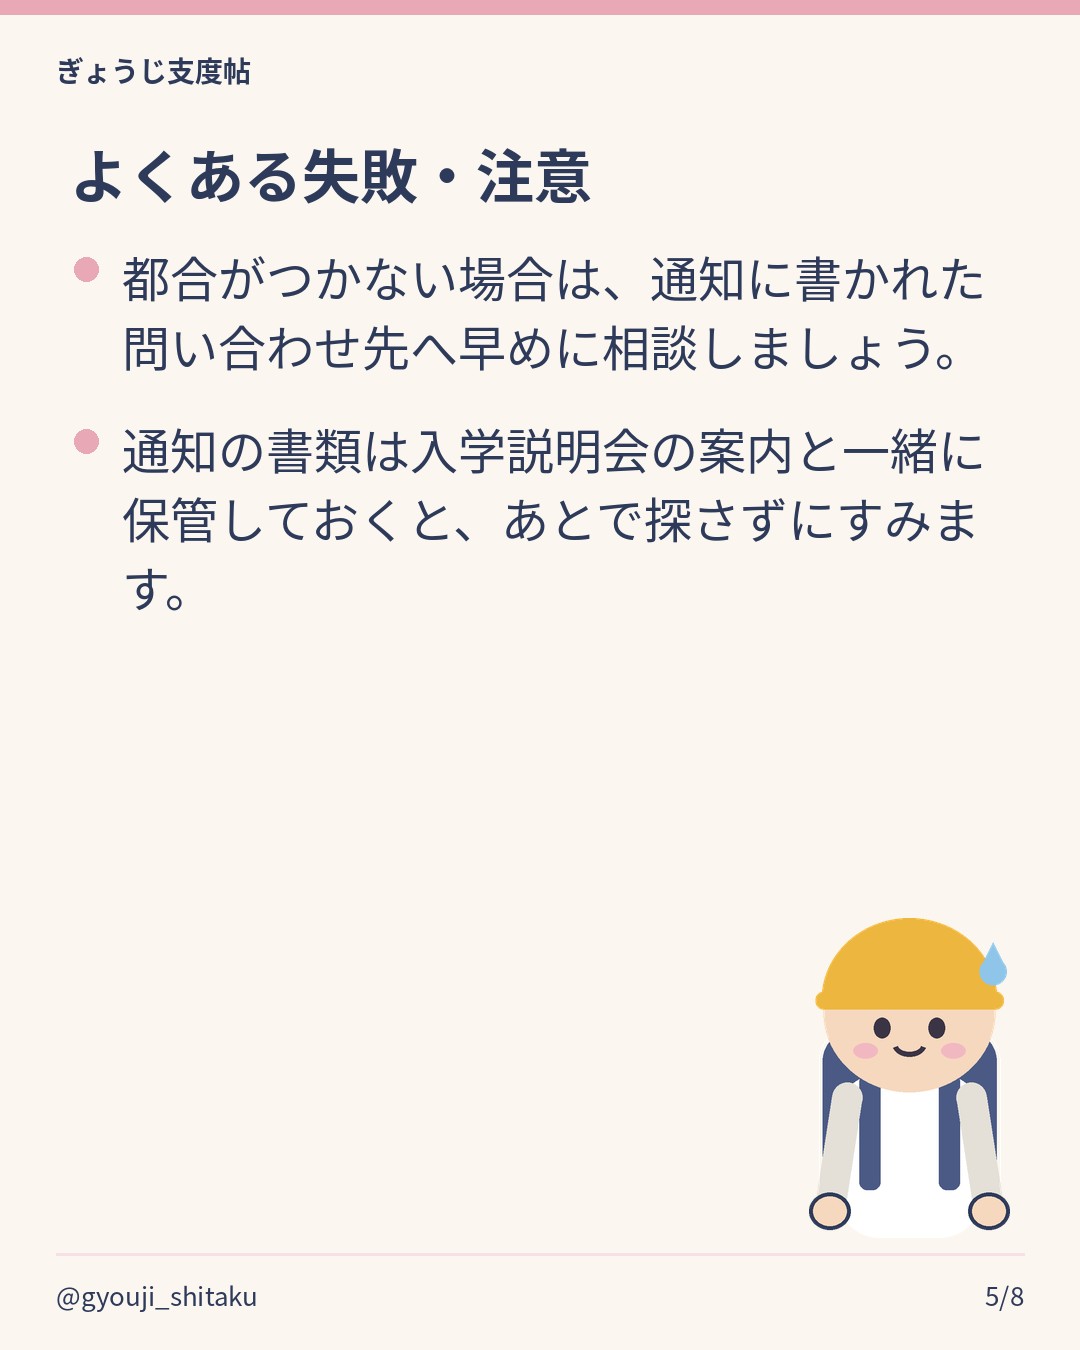 ぎょうじ支度帖
よくある失敗・注意
都合がつかない場合は、通知に書かれた
問い合わせ先へ早めに相談しましょう。
通知の書類は入学説明会の案内と一緒に
保管しておくと、あとで探さずにすみま
す。
@gyouji_shitaku
5/8